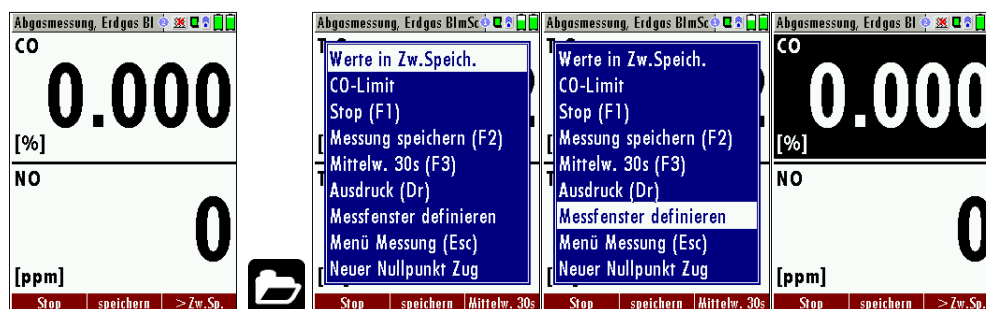 Abgasmessung, Erdgas Bl
CO
0.000
[%]
NO
0
[ppm]
Stop speichern >Zw.Sp.
Abgasmessung, Erdgas BImSc
Werte in Zw.Speich.
CO-Limit
Stop (F1)
Messung speichern (F2)
Mittelw. 30s (F3)
Ausdruck (Dr)
Messfenster definieren
Menü Messung (Esc)
Neuer Nullpunkt Zug
Stop speichern Mittelw. 30s
Abgasmessung, Erdgas BImSc
Werte in Zw.Speich.
CO-Limit
Stop (F1)
Messung speichern (F2)
Mittelw. 30s (F3)
Ausdruck (Dr)
Messfenster definieren
Menü Messung (Esc)
Neuer Nullpunkt Zug
Stop speichern Mittelw. 30s
Abgasmessung, Erdgas Bl
CO
0.000
[%]
NO
0
[ppm]
Stop speichern >Zw.Sp.